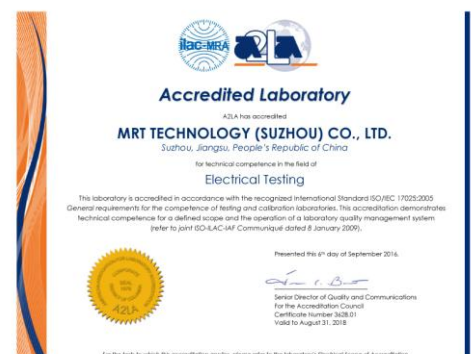 ilac-MRA
A2LA
Accredited Laboratory
A2LA has accredited
MRT TECHNOLOGY (SUZHOU) CO., LTD.
Suzhou, Jiangsu, People's Republic of China
for technical competence in the field of
Electrical Testing
This laboratory is accredited in accordance with the recognized International Standard ISO/IEC 17025:2005
General requirements for the competence of testing and calibration laboratories. This accreditation demonstrates
technical competence for a defined scope and the operation of a laboratory quality management system
(refer to joint ISO-ILAC-IAF Communiqué dated 8 January 2009).
Presented this 6th day of September 2016.
Senior Director of Quality and Communications
For the Accreditation Council
Certificate Number 3628.01
Valid to August 31, 2018
A2LA